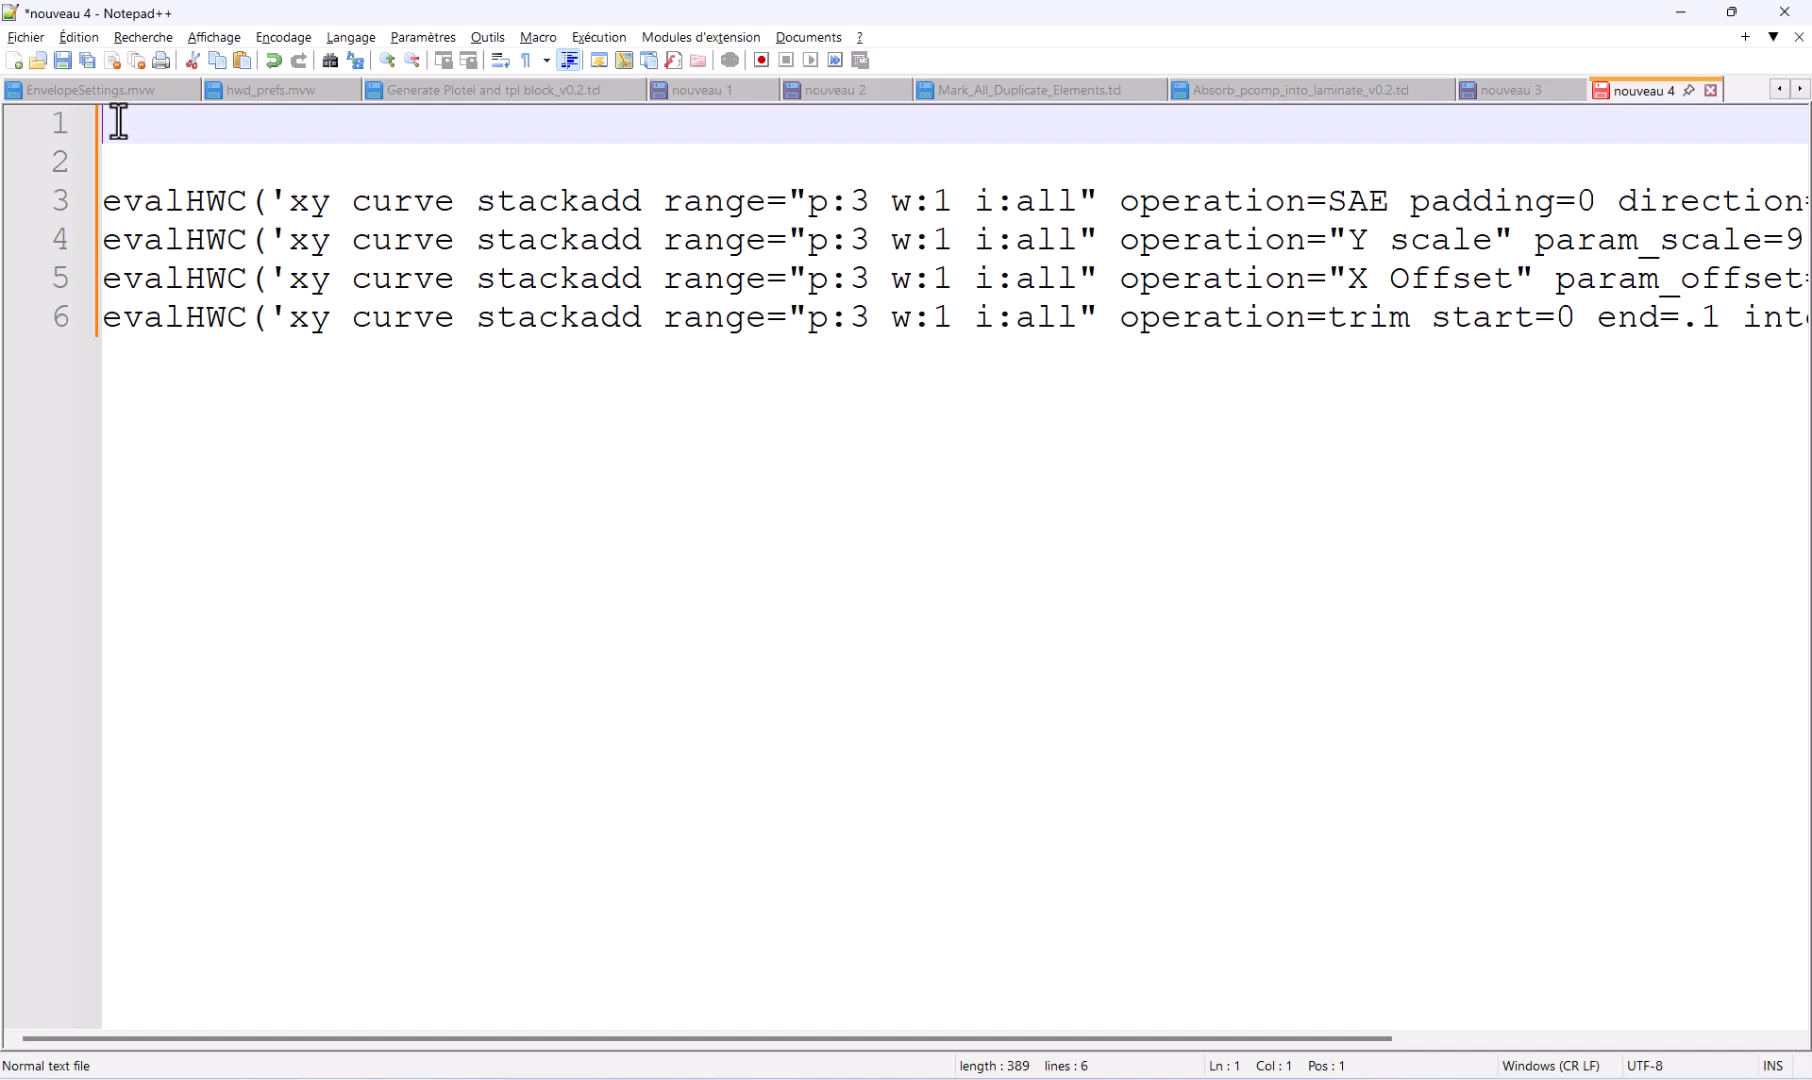 *nouveau 4 - Notepad++
Fichier Édition Recherche Affichage Encodage Langage Paramètres Outils Macro Exécution Modules d'extension Documents ?
EnvelopeSettings.mvw hwd_prefs.mvw Generate Plotel and tpl block_v0.2.tcl nouveau 1 nouveau 2 Mark_All_Duplicate_Elements.tcl Absorb_pcomp_into_laminate_v0.2.tcl nouveau 3 nouveau 4
1
2
3 evalHWC('xy curve stackadd range="p:3 w:1 i:all" operation=SAE padding=0 direction
4 evalHWC('xy curve stackadd range="p:3 w:1 i:all" operation="Y scale" param_scale=9
5 evalHWC('xy curve stackadd range="p:3 w:1 i:all" operation="X Offset" param_offset
6 evalHWC('xy curve stackadd range="p:3 w:1 i:all" operation=trim start=0 end=.1 int
Normal text file length : 389 lines : 6 Ln : 1 Col : 1 Pos : 1 Windows (CR LF) UTF-8 INS